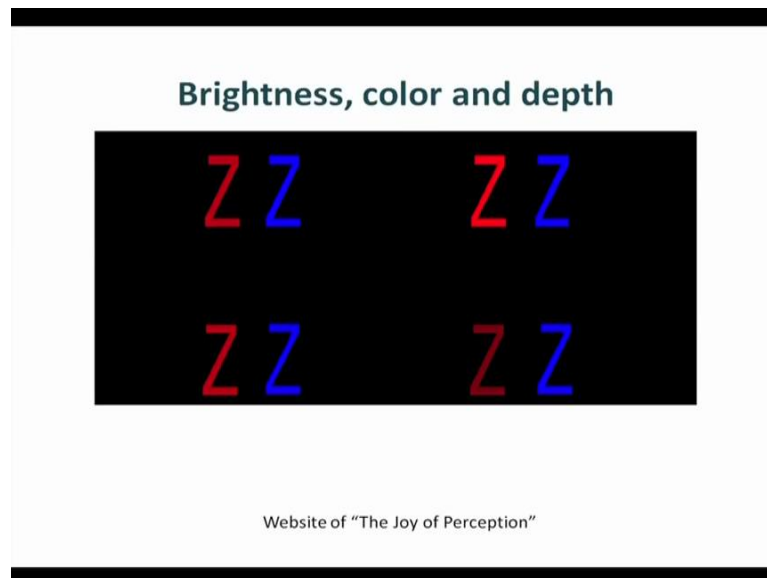 Brightness, color and depth
Z Z Z Z
Z Z Z Z
Website of “The Joy of Perception”